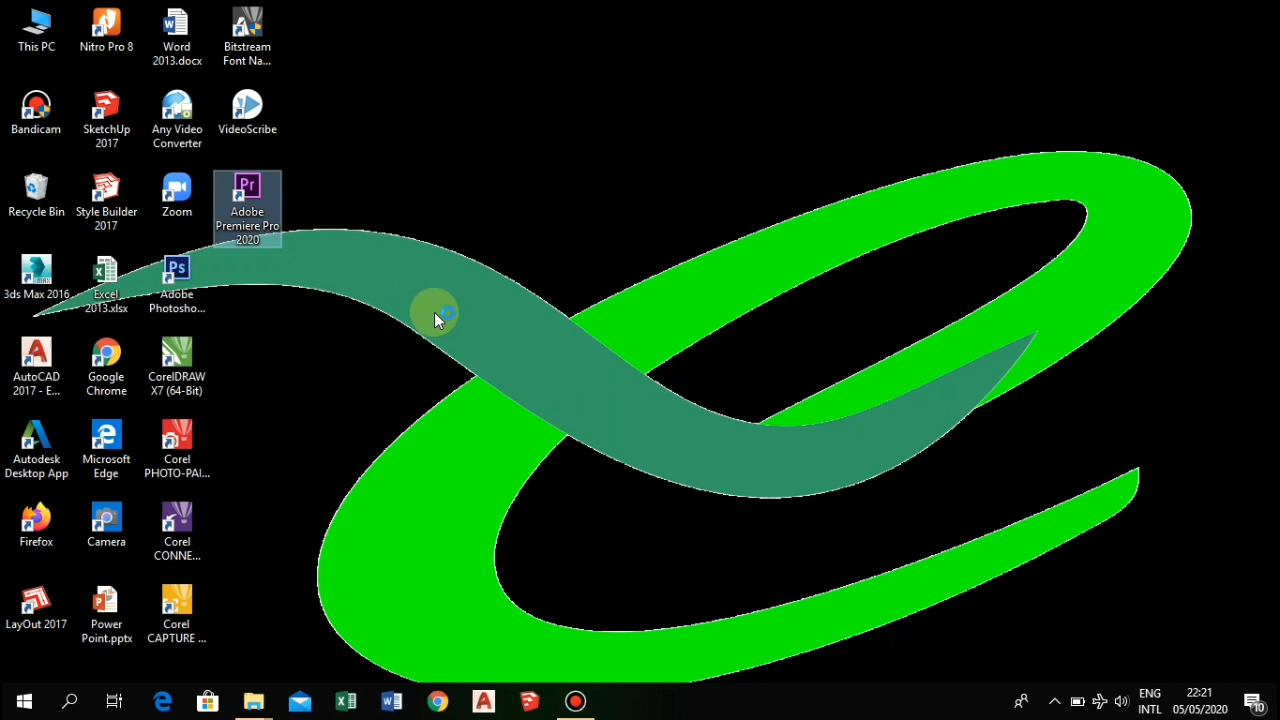 This PC
Nitro Pro 8
Word
2013.docx
Bitstream
Font Na...
Bandicam
SketchUp
2017
Any Video
Converter
VideoScribe
Recycle Bin
Style Builder
2017
Zoom
Pr
Adobe
Premiere Pro
2020
3ds Max 2016
Excel
2013.xlsx
Ps
Adobe
Photosho...
AutoCAD
2017 - E...
Google
Chrome
CorelDRAW
X7 (64-Bit)
Autodesk
Desktop App
Microsoft
Edge
Corel
PHOTO-PAI...
Firefox
Camera
Corel
CONNE...
LayOut 2017
Power
Point.pptx
Corel
CAPTURE ...
ENG
INTL
22:21
05/05/2020
10